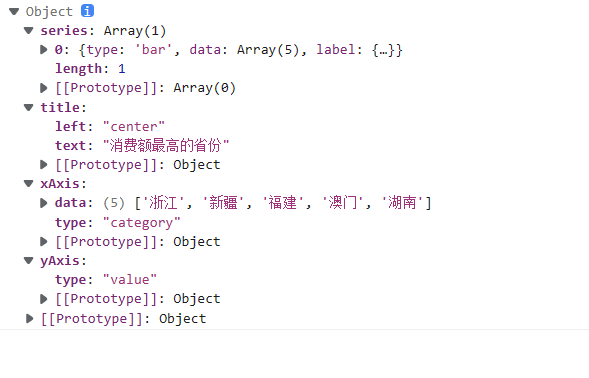 Object i
series: Array(1)
0: {type: 'bar', data: Array(5), label: {…}}
length: 1
[[Prototype]]: Array(0)
title:
left: "center"
text: "消费额最高的省份"
[[Prototype]]: Object
xAxis:
data: (5) ['浙江', '新疆', '福建', '澳门', '湖南']
type: "category"
[[Prototype]]: Object
yAxis:
type: "value"
[[Prototype]]: Object
[[Prototype]]: Object